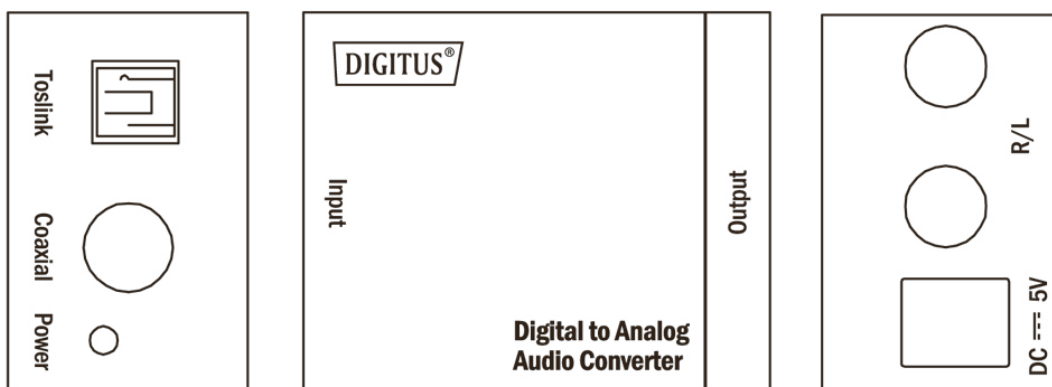 Toslink
Coaxial
Power
DIGITUS®
Input
Digital to Analog
Audio Converter
Output
R/L
DC ⎓ 5V